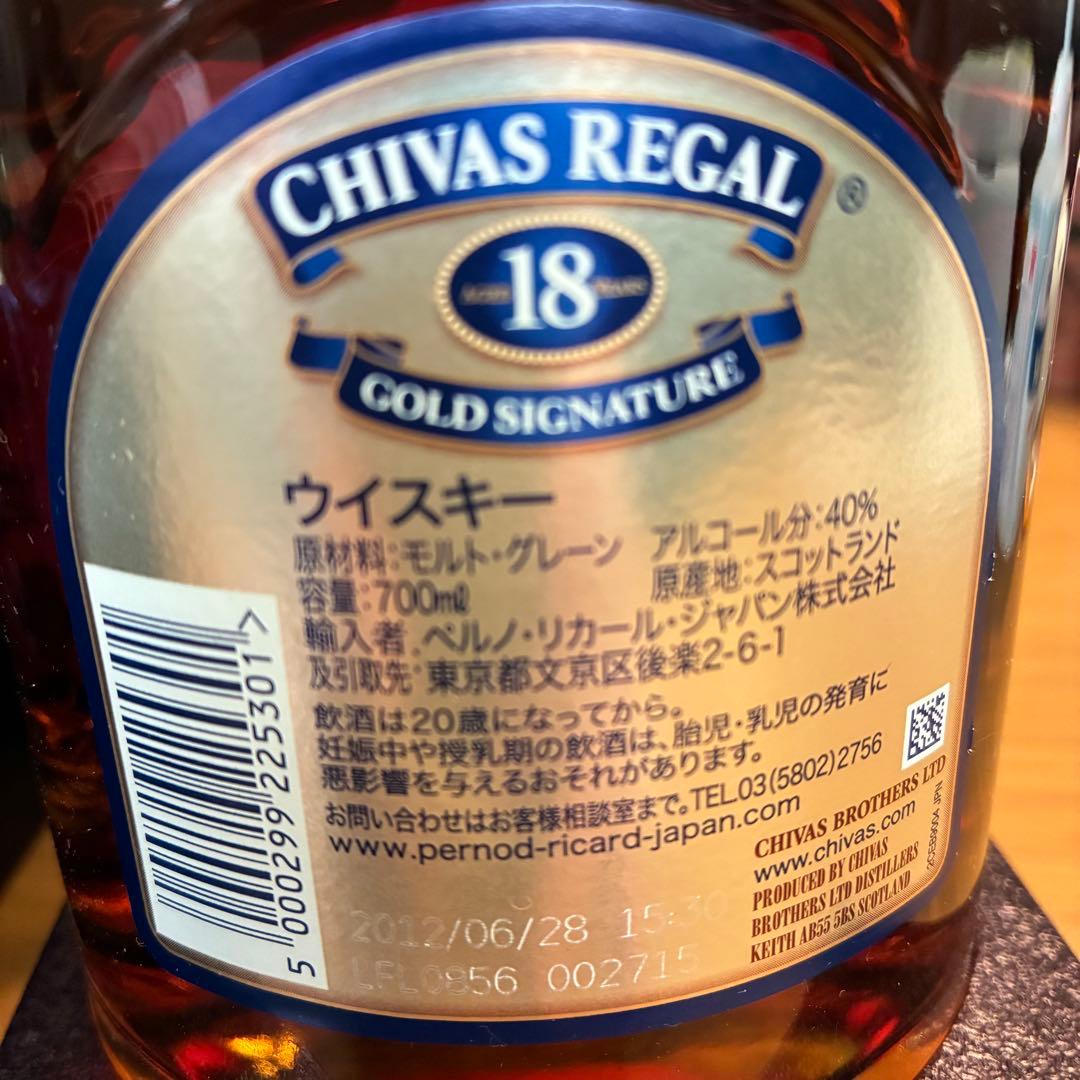 CHIVAS REGAL ®
AGED 18 YEARS
GOLD SIGNATURE
ウイスキー
原材料:モルト・グレーン アルコール分:40%
容量:700mℓ 原産地:スコットランド
輸入者 ペルノ・リカール・ジャパン株式会社
及引取先:東京都文京区後楽2-6-1
飲酒は20歳になってから。
妊娠中や授乳期の飲酒は、胎児・乳児の発育に
悪影響を与えるおそれがあります。
お問い合わせはお客様相談室まで。TEL.03(5802)2756
www.pernod-ricard-japan.com
CHIVAS BROTHERS LTD
www.chivas.com
PRODUCED BY CHIVAS
BROTHERS LTD DISTILLERS
KEITH AB55 5BS SCOTLAND
2012/06/28 15:30
LFL0856 002715
5 000299 225301 >